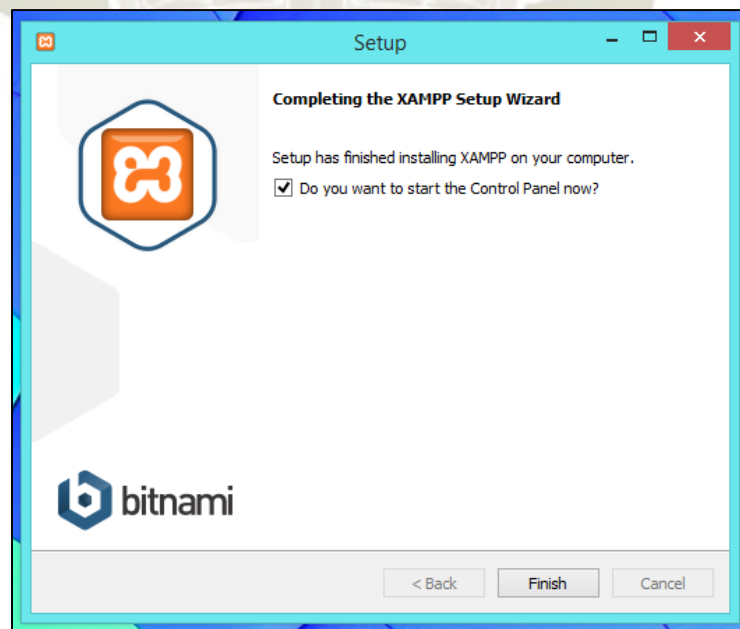 Setup
Completing the XAMPP Setup Wizard
Setup has finished installing XAMPP on your computer.
Do you want to start the Control Panel now?
bitnami
< Back
Finish
Cancel